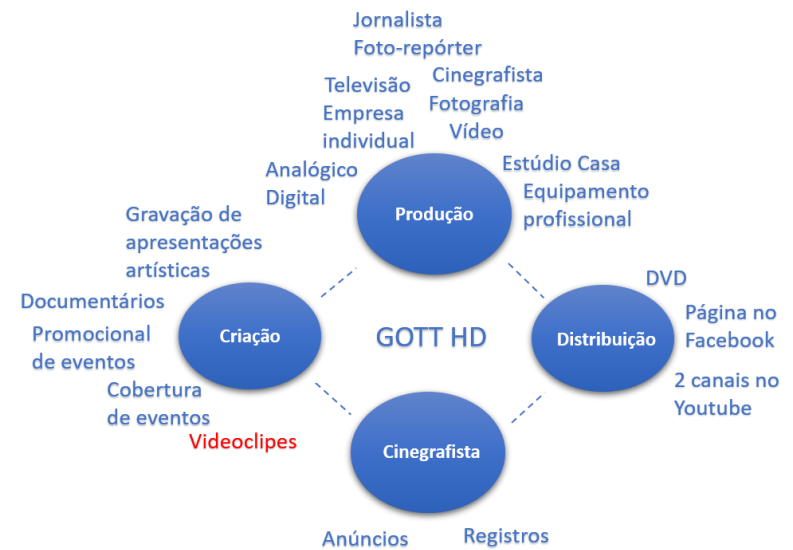 Jornalista
Foto-repórter
Cinegrafista
Televisão
Fotografia
Empresa
Vídeo
individual
Estúdio Casa
Analógico
Equipamento
Digital
profissional
Produção
Gravação de
apresentações
artísticas
DVD
Documentários
Página no
Facebook
Promocional
de eventos
Criação
GOTT HD
Distribuição
2 canais no
Youtube
Cobertura
de eventos
Videoclipes
Cinegrafista
Anúncios
Registros